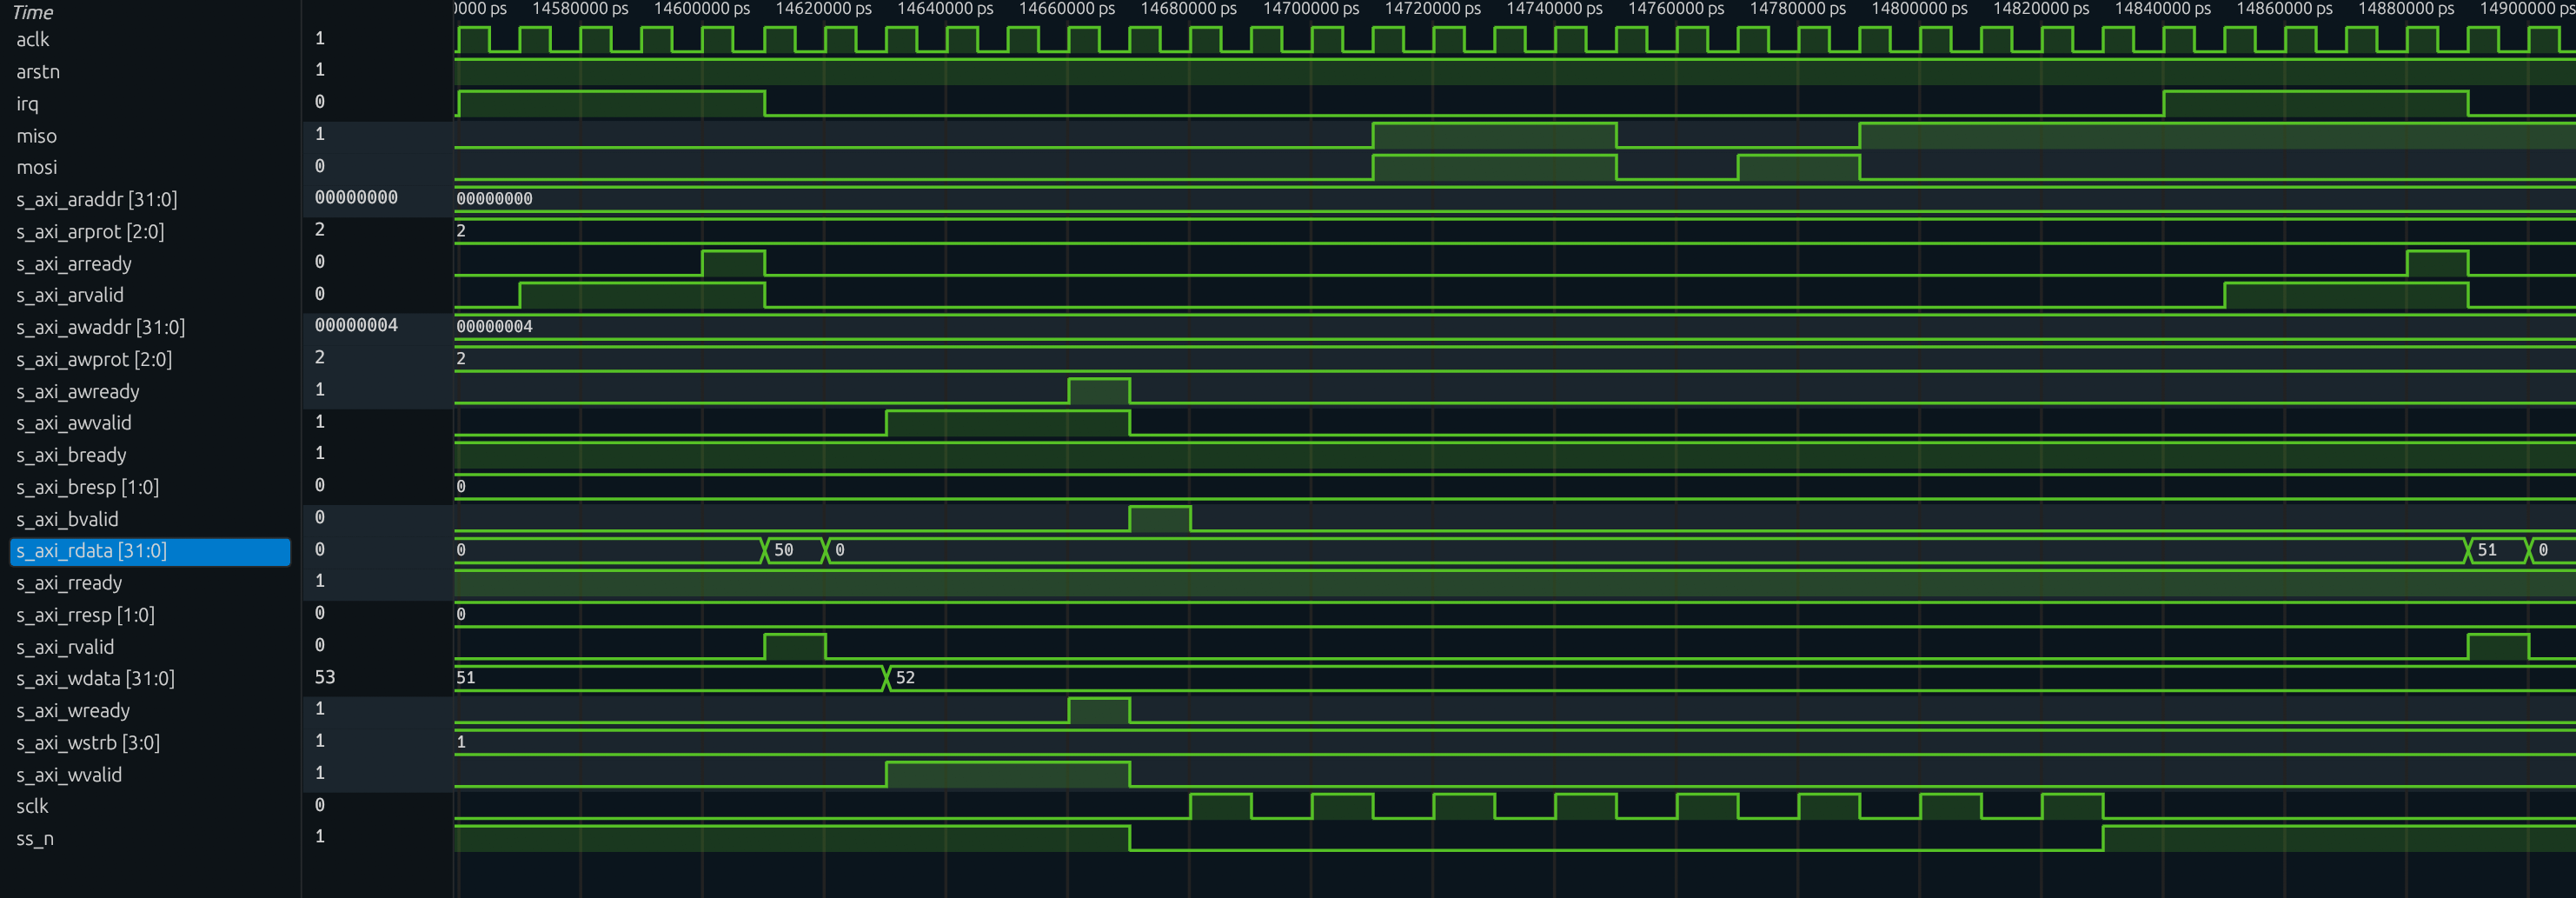 Time 0000 ps 14580000 ps 14600000 ps 14620000 ps 14640000 ps 14660000 ps 14680000 ps 14700000 ps 14720000 ps 14740000 ps 14760000 ps 14780000 ps 14800000 ps 14820000 ps 14840000 ps 14860000 ps 14880000 ps 14900000 ps
aclk 1
arstn 1
irq 0
miso 1
mosi 0
s_axi_araddr [31:0] 00000000 00000000
s_axi_arprot [2:0] 2 2
s_axi_arready 0
s_axi_arvalid 0
s_axi_awaddr [31:0] 00000004 00000004
s_axi_awprot [2:0] 2 2
s_axi_awready 1
s_axi_awvalid 1
s_axi_bready 1
s_axi_bresp [1:0] 0 0
s_axi_bvalid 0
s_axi_rdata [31:0] 0 0 50 0 51 0
s_axi_rready 1
s_axi_rresp [1:0] 0 0
s_axi_rvalid 0
s_axi_wdata [31:0] 53 51 52
s_axi_wready 1
s_axi_wstrb [3:0] 1 1
s_axi_wvalid 1
sclk 0
ss_n 1